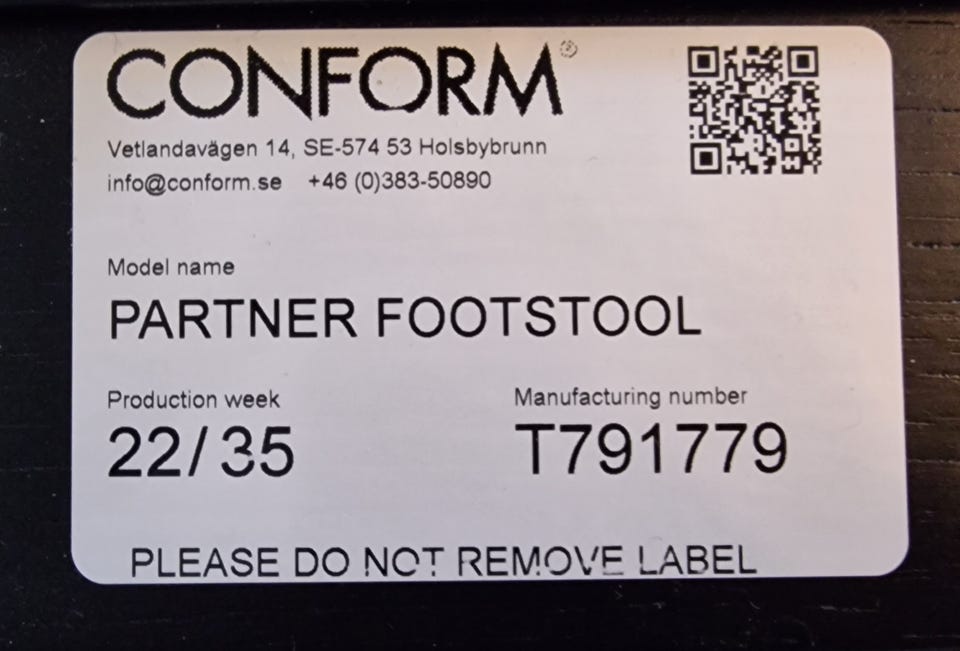 CONFORM®
Vetlandavägen 14, SE-574 53 Holsbybrunn
info@conform.se +46 (0)383-50890
Model name
PARTNER FOOTSTOOL
Production week Manufacturing number
22/35 T791779
PLEASE DO NOT REMOVE LABEL